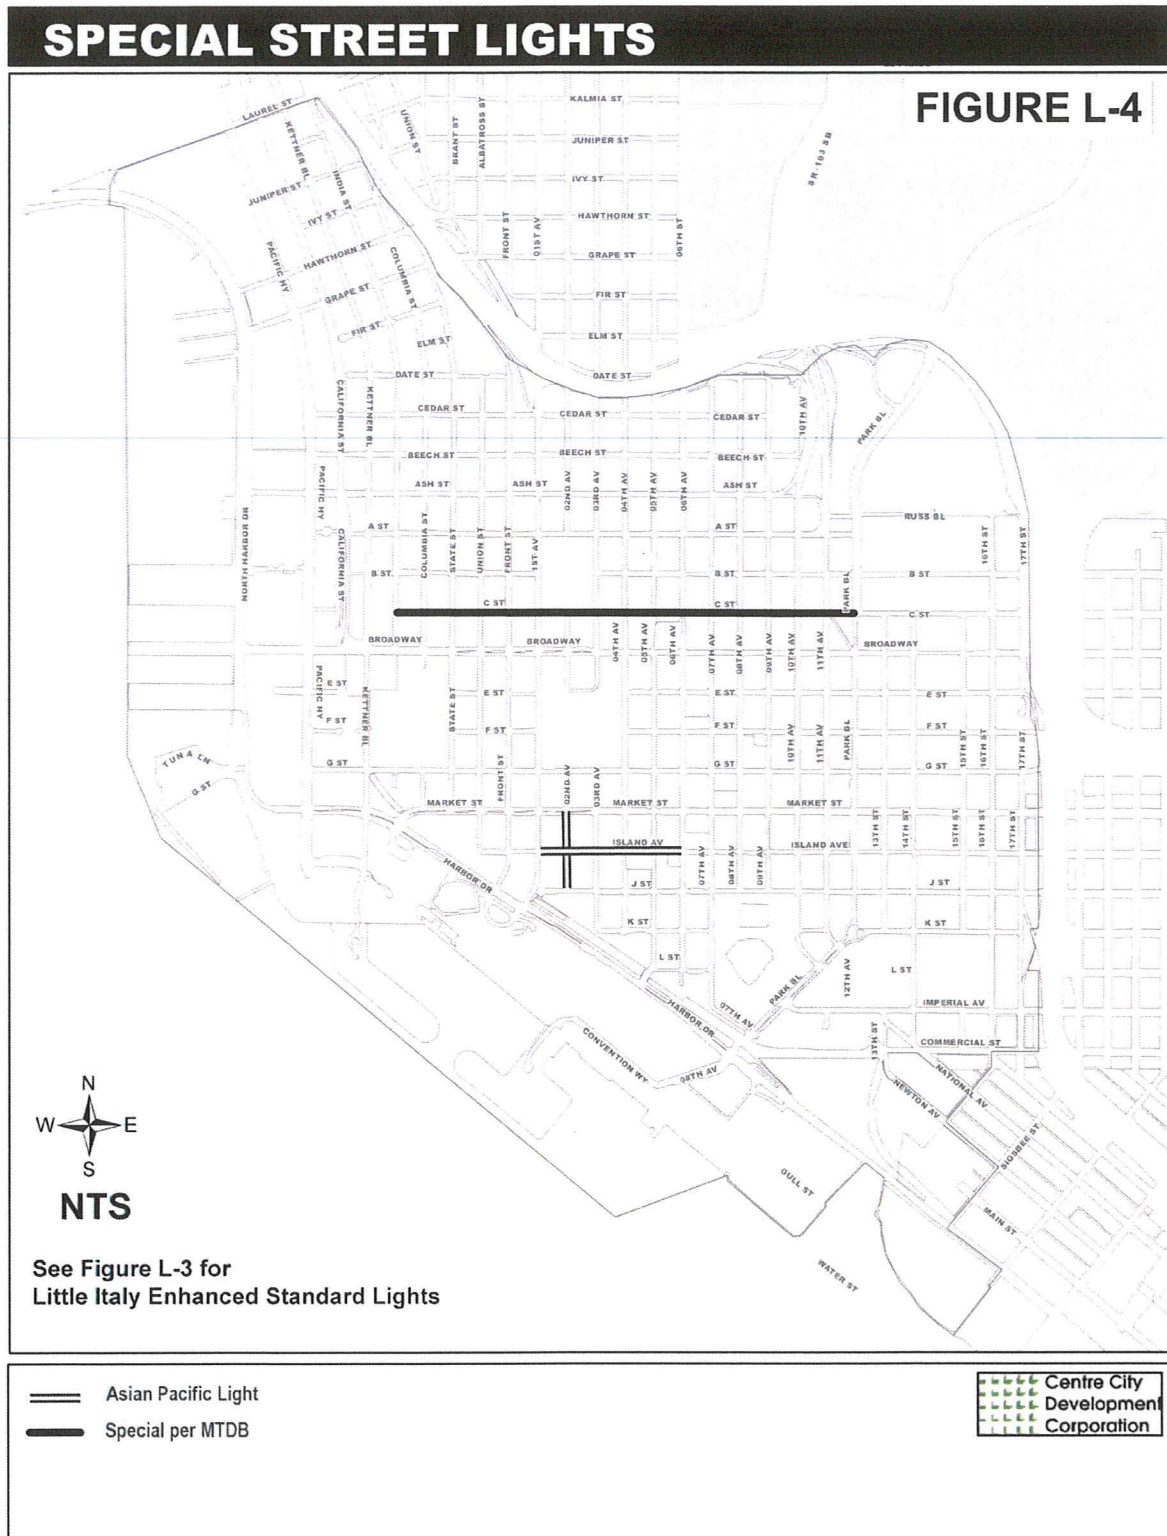 SPECIAL STREET LIGHTS
FIGURE L-4
LAUREL ST
KETTNER BL
UNION ST
BRANT ST
ALBATROSS ST
KALMIA ST
JUNIPER ST
IVY ST
SR-163 SB
INDIA ST
JUNIPER ST
IVY ST
HAWTHORN ST
FRONT ST
01ST AV
06TH ST
HAWTHORN ST
GRAPE ST
PACIFIC HY
COLUMBIA ST
GRAPE ST
FIR ST
FIR ST
ELM ST
ELM ST
DATE ST
DATE ST
CALIFORNIA ST
KETTNER BL
CEDAR ST
CEDAR ST
CEDAR ST
10TH AV
PARK BL
BEECH ST
BEECH ST
BEECH ST
PACIFIC HY
ASH ST
ASH ST
02ND AV
03RD AV
04TH AV
05TH AV
06TH AV
ASH ST
NORTH HARBOR DR
CALIFORNIA ST
A ST
COLUMBIA ST
STATE ST
UNION ST
FRONT ST
1ST AV
A ST
RUSS BL
16TH ST
17TH ST
B ST
B ST
PARK BL
B ST
C ST
C ST
C ST
BROADWAY
BROADWAY
04TH AV
05TH AV
06TH AV
07TH AV
08TH AV
09TH AV
10TH AV
11TH AV
BROADWAY
PACIFIC HY
E ST
KETTNER BL
STATE ST
E ST
E ST
E ST
F ST
F ST
F ST
10TH AV
11TH AV
PARK BL
F ST
15TH ST
16TH ST
17TH ST
TUNA LN
G ST
G ST
FRONT ST
02ND AV
03RD AV
G ST
G ST
MARKET ST
MARKET ST
MARKET ST
13TH ST
14TH ST
15TH ST
16TH ST
17TH ST
ISLAND AV
ISLAND AVE
HARBOR DR
07TH AV
08TH AV
09TH AV
J ST
J ST
K ST
K ST
L ST
PARK BL
12TH AV
L ST
HARBOR DR
07TH AV
IMPERIAL AV
CONVENTION WY
08TH AV
13TH ST
COMMERCIAL ST
NATIONAL AV
NEWTON AV
SIGSBEE ST
GULL ST
MAIN ST
WATER ST
N
W
E
S
NTS
See Figure L-3 for
Little Italy Enhanced Standard Lights
Asian Pacific Light
Special per MTDB
Centre City
Development
Corporation